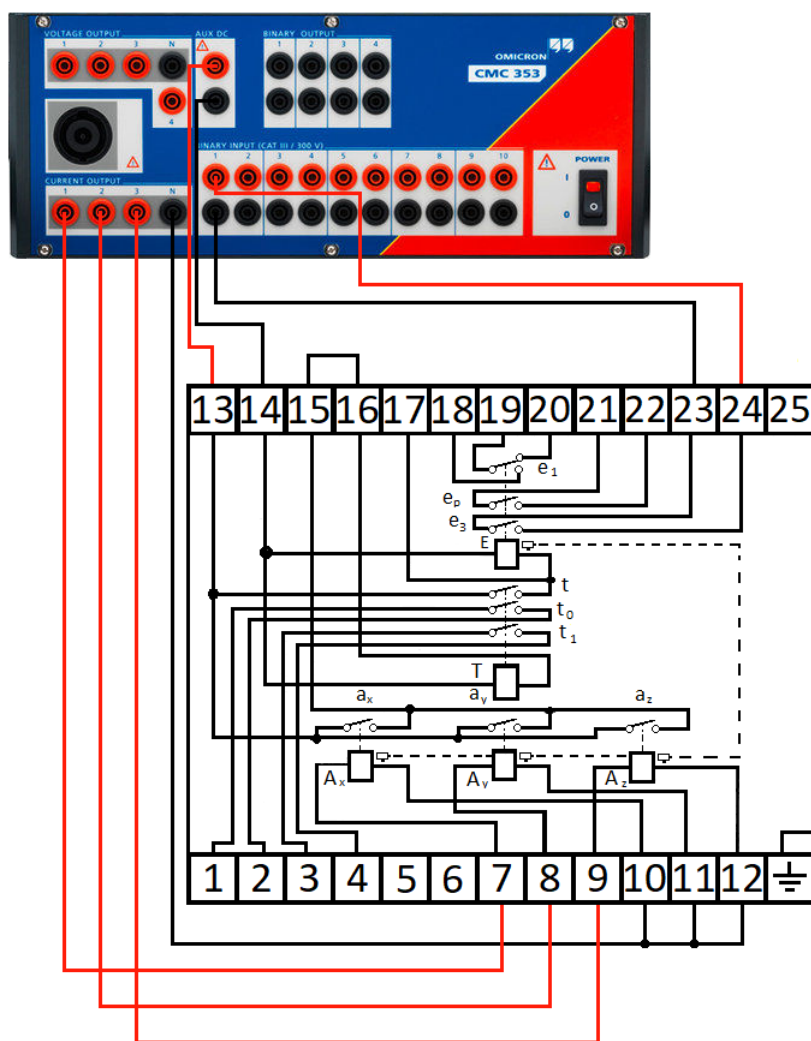 VOLTAGE OUTPUT
1 2 3 N
4
AUX DC
BINARY OUTPUT
1 2 3 4
OMICRON
CMC 353
BINARY INPUT (CAT III / 300 V)
1 2 3 4 5 6 7 8 9 10
POWER
I
0
CURRENT OUTPUT
1 2 3 N
13 14 15 16 17 18 19 20 21 22 23 24 25
e1
ep
e3
E
t
t0
t1
T
ax ay az
Ax Ay Az
1 2 3 4 5 6 7 8 9 10 11 12